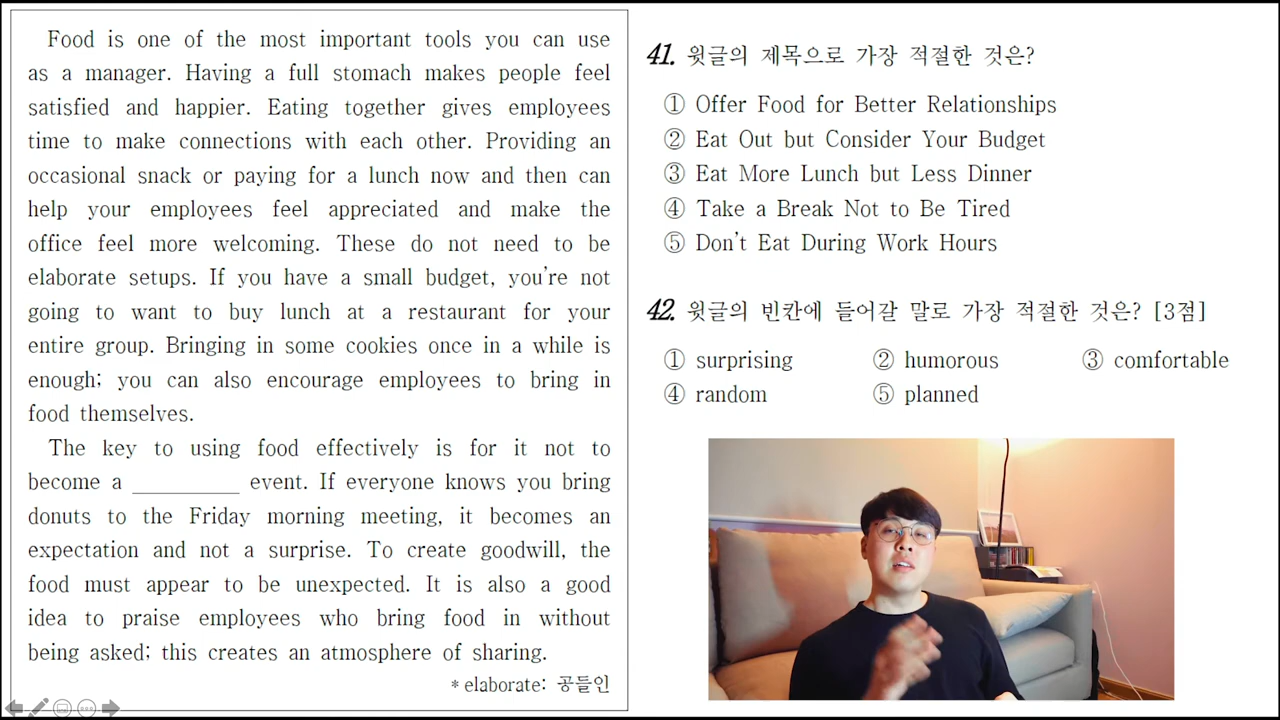 Food is one of the most important tools you can use
as a manager. Having a full stomach makes people feel
satisfied and happier. Eating together gives employees
time to make connections with each other. Providing an
occasional snack or paying for a lunch now and then can
help your employees feel appreciated and make the
office feel more welcoming. These do not need to be
elaborate setups. If you have a small budget, you're not
going to want to buy lunch at a restaurant for your
entire group. Bringing in some cookies once in a while is
enough; you can also encourage employees to bring in
food themselves.
The key to using food effectively is for it not to
become a __________ event. If everyone knows you bring
donuts to the Friday morning meeting, it becomes an
expectation and not a surprise. To create goodwill, the
food must appear to be unexpected. It is also a good
idea to praise employees who bring food in without
being asked; this creates an atmosphere of sharing.
* elaborate: 공들인
41. 윗글의 제목으로 가장 적절한 것은?
① Offer Food for Better Relationships
② Eat Out but Consider Your Budget
③ Eat More Lunch but Less Dinner
④ Take a Break Not to Be Tired
⑤ Don't Eat During Work Hours
42. 윗글의 빈칸에 들어갈 말로 가장 적절한 것은? [3점]
① surprising ② humorous ③ comfortable
④ random ⑤ planned